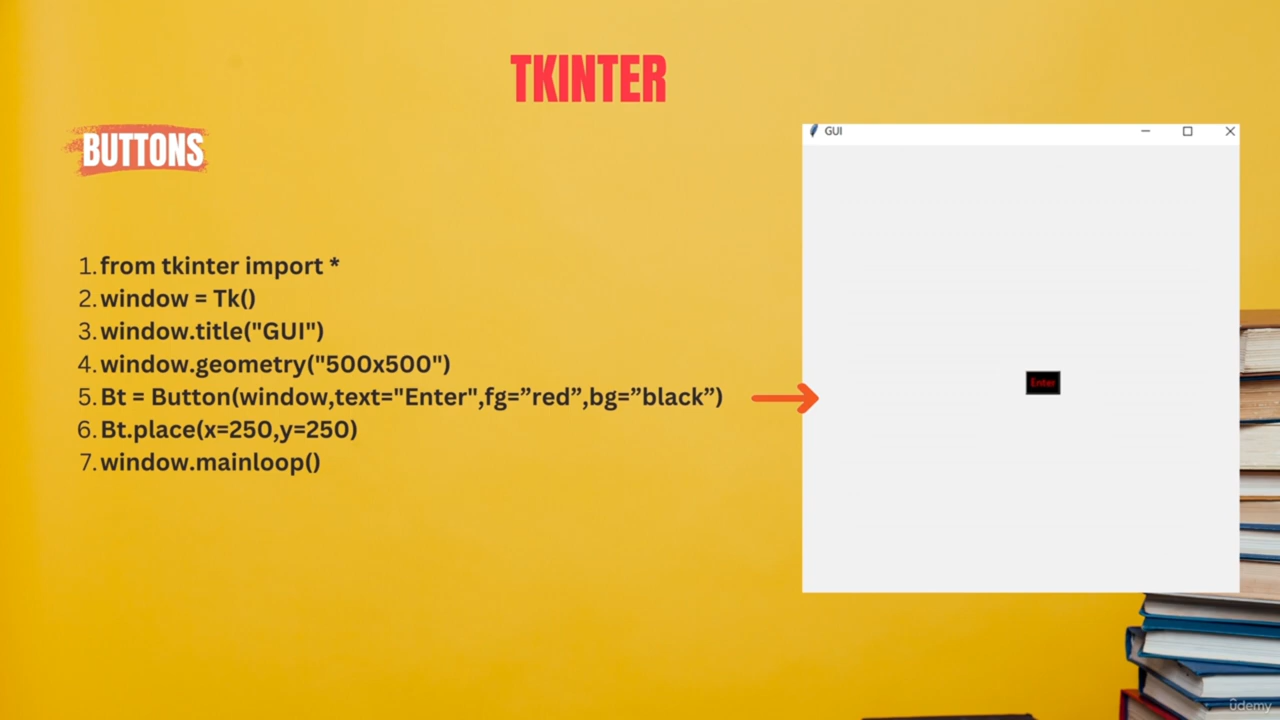 TKINTER
BUTTONS
GUI
1. from tkinter import *
2. window = Tk()
3. window.title("GUI")
4. window.geometry("500x500")
5. Bt = Button(window,text="Enter",fg=”red”,bg=”black”)
6. Bt.place(x=250,y=250)
7. window.mainloop()
Enter
ûdemy